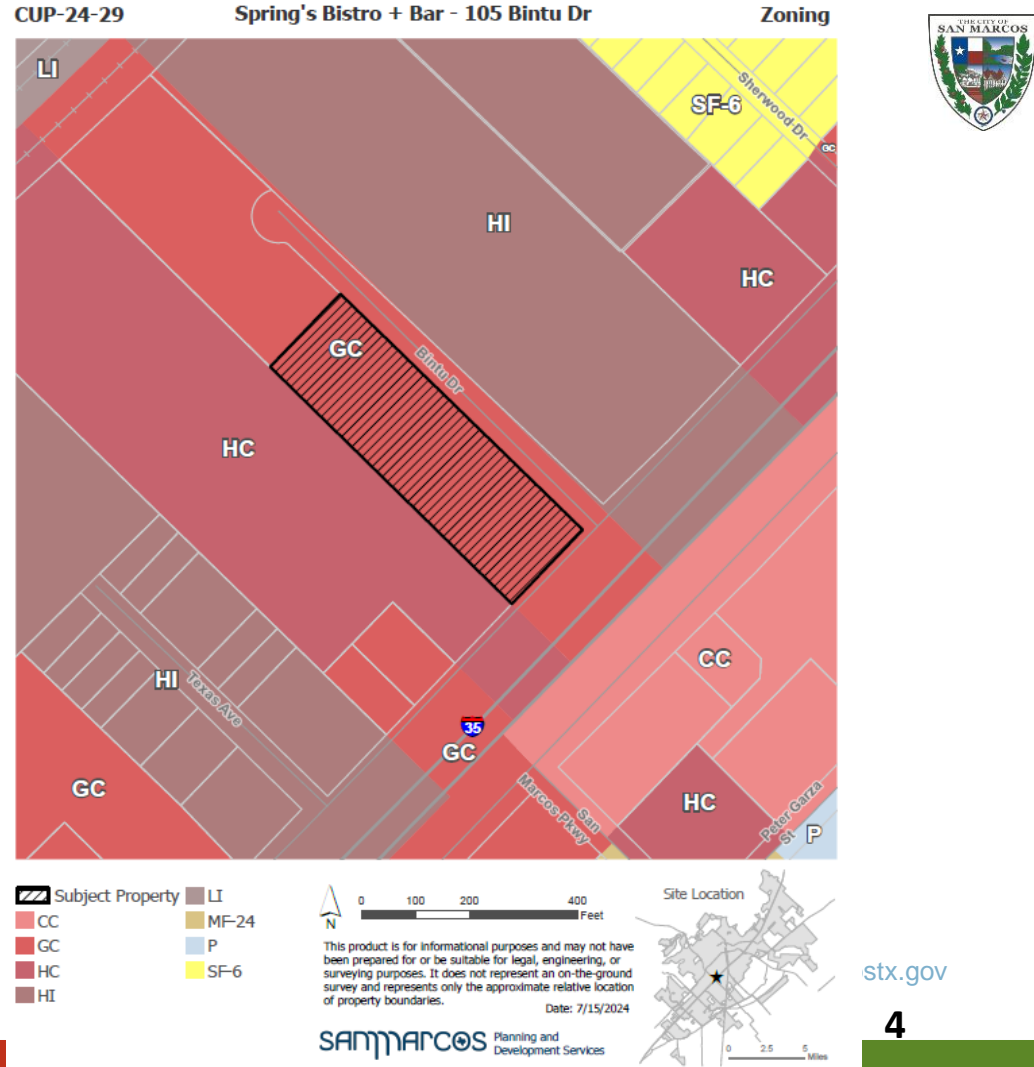 CUP-24-29 Spring's Bistro + Bar - 105 Bintu Dr Zoning
THE CITY OF
SAN MARCOS
LI
SF-6
Sherwood Dr
GC
HI
HC
GC
Bintu Dr
HC
CC
HI
Texas Ave
35
GC
GC
San
Marcos Pkwy
HC
Peter Garza
St
P
Subject Property
CC
GC
HC
HI
LI
MF-24
P
SF-6
N
0 100 200 400
Feet
This product is for informational purposes and may not have
been prepared for or be suitable for legal, engineering, or
surveying purposes. It does not represent an on-the-ground
survey and represents only the approximate relative location
of property boundaries.
Date: 7/15/2024
SANMARCOS Planning and
Development Services
Site Location
0 2.5 5
Miles
stx.gov
4